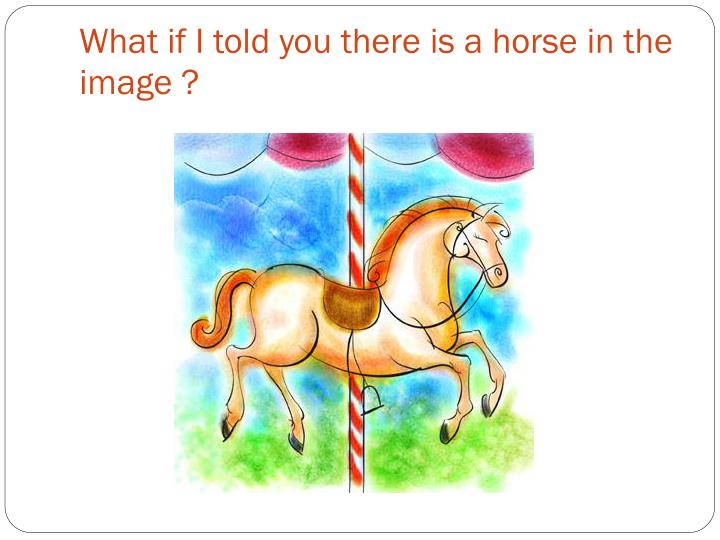 What if I told you there is a horse in the
image ?